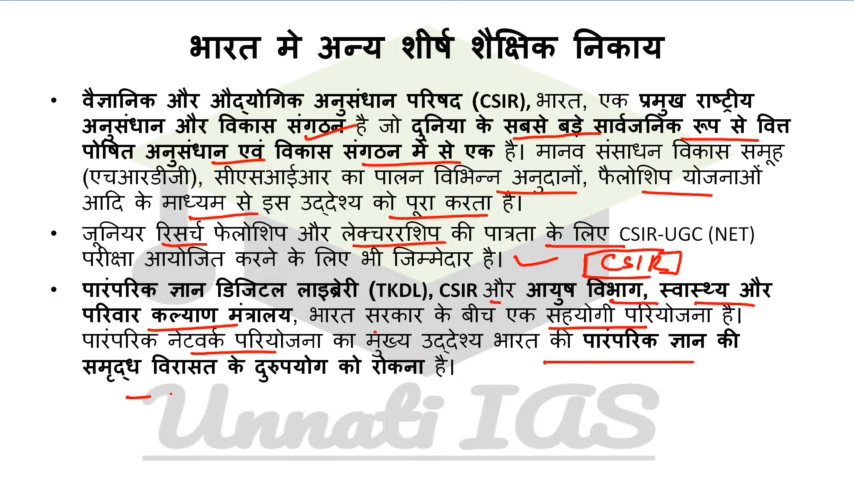 भारत मे अन्य शीर्ष शैक्षिक निकाय
• वैज्ञानिक और औद्योगिक अनुसंधान परिषद (CSIR), भारत, एक प्रमुख राष्ट्रीय
अनुसंधान और विकास संगठन है जो दुनिया के सबसे बड़े सार्वजनिक रूप से वित्त
पोषित अनुसंधान एवं विकास संगठन में से एक है। मानव संसाधन विकास समूह
(एचआरडीजी), सीएसआईआर का पालन विभिन्न अनुदानों, फैलोशिप योजनाओं
आदि के माध्यम से इस उद्देश्य को पूरा करता है।
• जूनियर रिसर्च फेलोशिप और लेक्चररशिप की पात्रता के लिए CSIR-UGC (NET)
परीक्षा आयोजित करने के लिए भी जिम्मेदार है।
CSIR
• पारंपरिक ज्ञान डिजिटल लाइब्रेरी (TKDL), CSIR और आयुष विभाग, स्वास्थ्य और
परिवार कल्याण मंत्रालय, भारत सरकार के बीच एक सहयोगी परियोजना है।
पारंपरिक नेटवर्क परियोजना का मुख्य उद्देश्य भारत की पारंपरिक ज्ञान की
समृद्ध विरासत के दुरुपयोग को रोकना है।
Unnati IAS